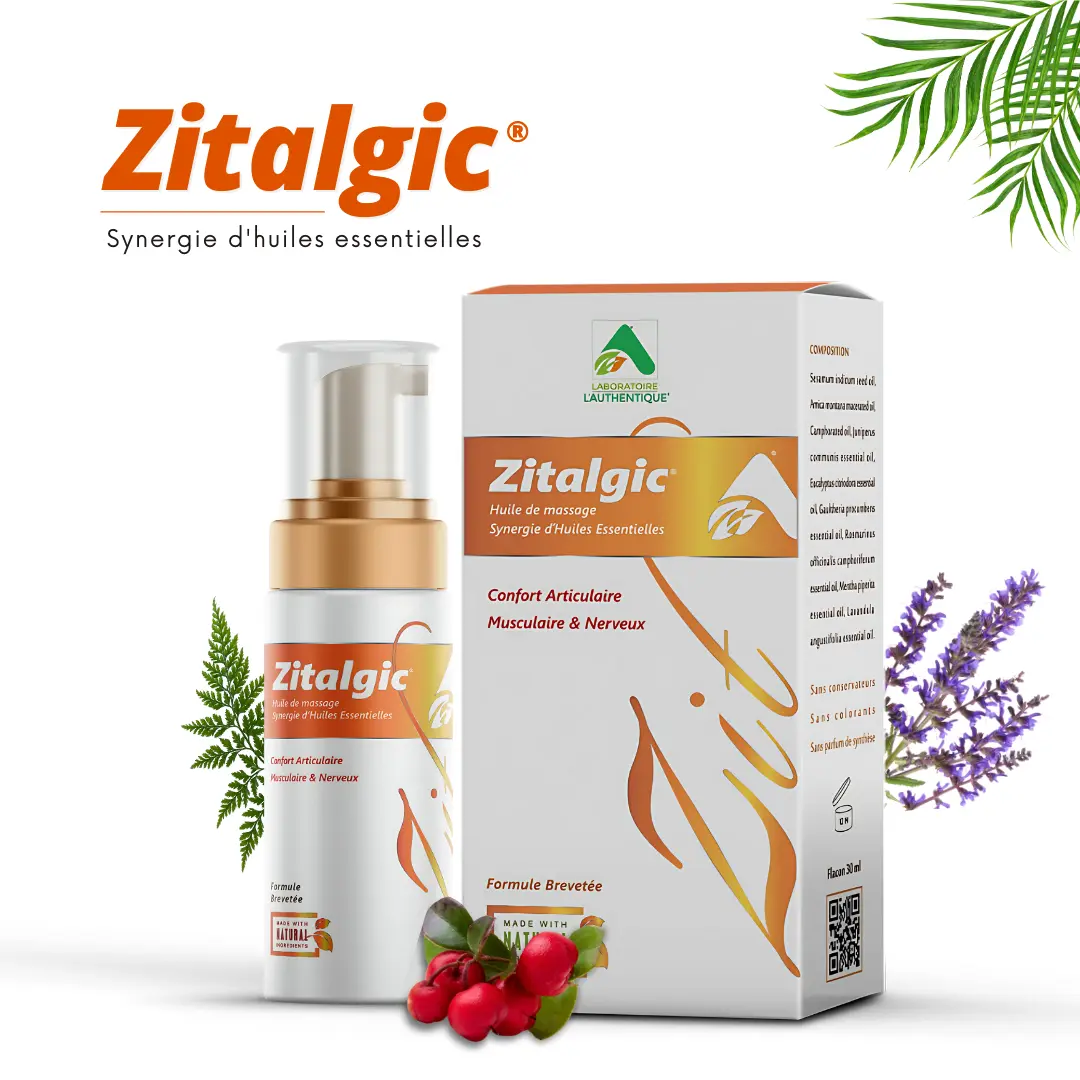 Zitalgic®
Synergie d'huiles essentielles
LABORATOIRE
L'AUTHENTIQUE
Zitalgic®
Huile de massage
Synergie d'Huiles Essentielles
Confort Articulaire
Musculaire & Nerveux
Zit
Formule Brevetée
MADE WITH
COMPOSITION
Sesamum indicum seed oil,
Arnica montana macerated oil,
Camphorated oil, Juniperus
communis essential oil,
Eucalyptus citriodora essential
oil, Gaultheria procumbens
essential oil, Rosmarinus
officinalis camphoriferum
essential oil, Mentha piperita
essential oil, Lavandula
angustifolia essential oil.
Sans conservateurs
Sans colorants
Sans parfum de synthèse
Flacon 30 ml
Zitalgic®
Huile de massage
Synergie d'Huiles Essentielles
Confort Articulaire
Musculaire & Nerveux
Formule
Brevetée
MADE WITH
NATURAL
INGREDIENTS